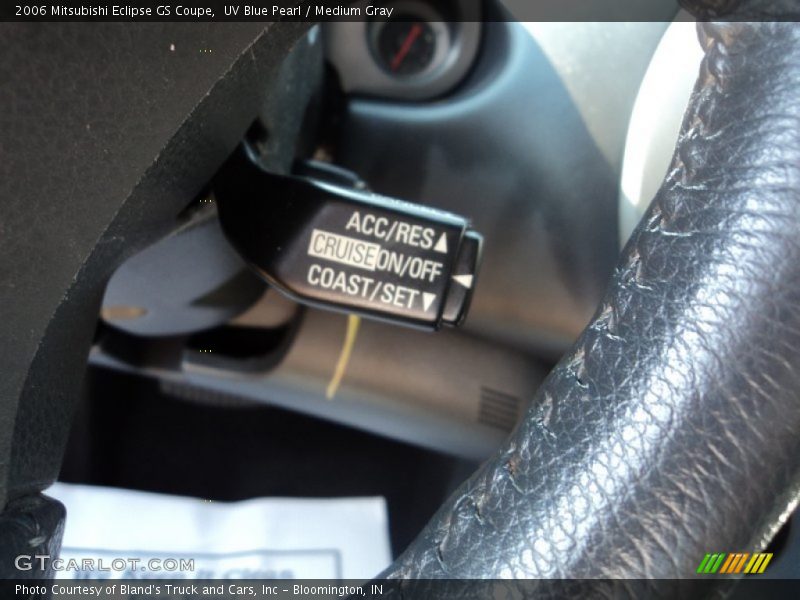 2006 Mitsubishi Eclipse GS Coupe, UV Blue Pearl / Medium Gray
ACC/RES▲
CRUISE ON/OFF ◀
COAST/SET▼
GTCARLOT.COM
Photo Courtesy of Bland's Truck and Cars, Inc – Bloomington, IN